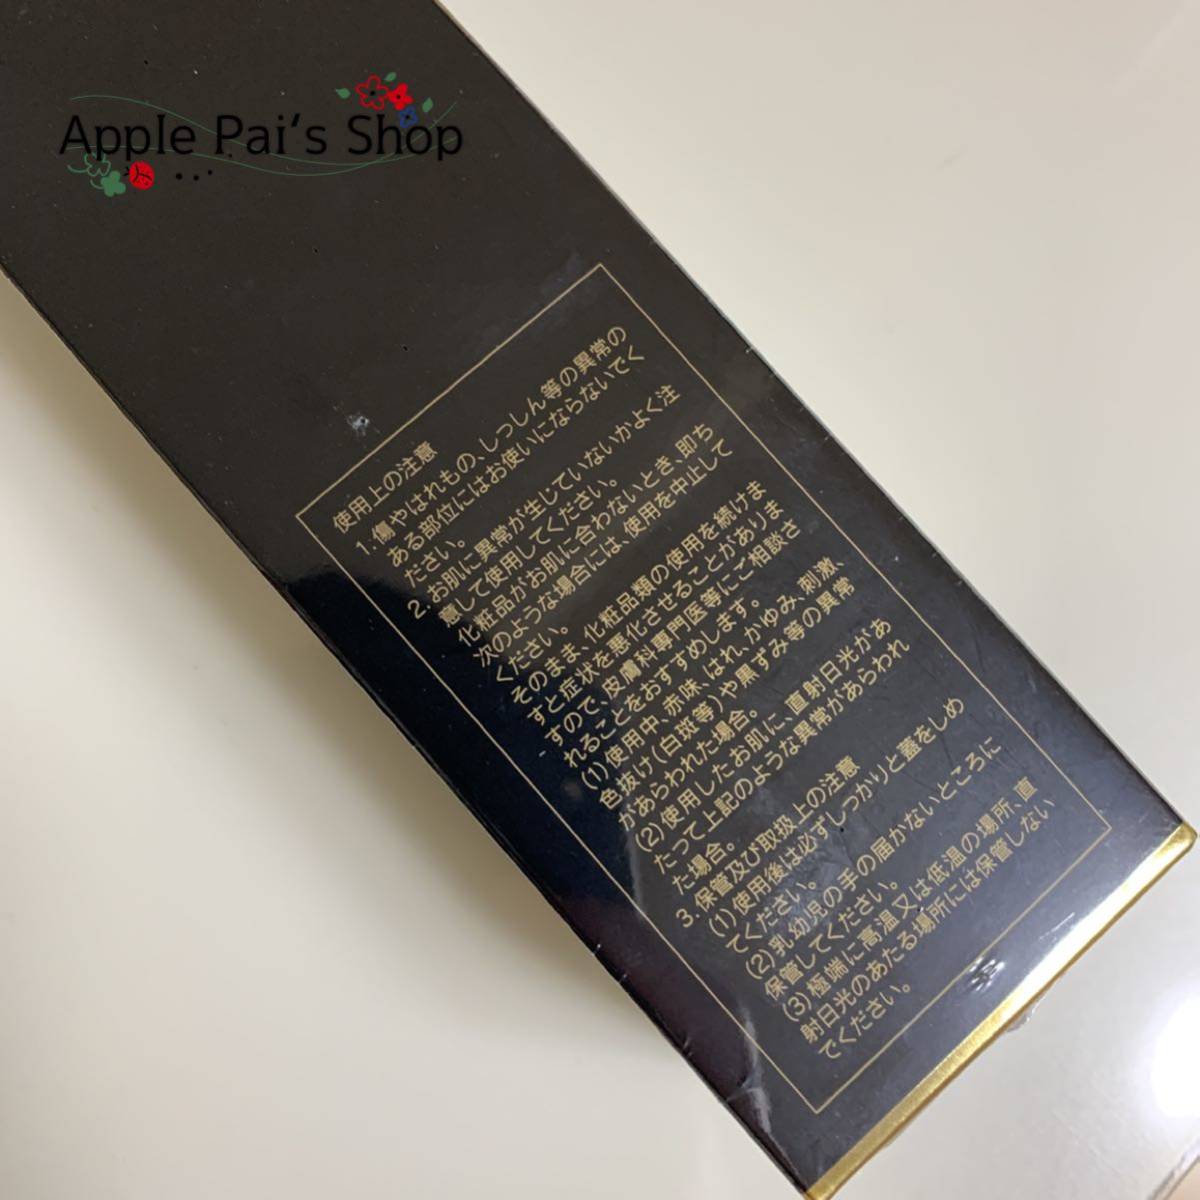 Apple Pai's Shop
使用上の注意
1.傷やはれもの、しっしん等の異常の
ある部位にはお使いにならないでく
ださい。
2.お肌に異常が生じていないかよく注
意して使用してください。
化粧品がお肌に合わないとき、即ち
次のような場合には、使用を中止して
ください。
そのまま、化粧品類の使用を続けま
すと症状を悪化させることがありま
すので、皮膚科専門医等にご相談さ
れることをおすすめします。
(1)使用中、赤味、はれ、かゆみ、刺激、
色抜け(白斑等)や黒ずみ等の異常
があらわれた場合。
(2)使用したお肌に、直射日光があ
たって上記のような異常があらわれ
た場合。
3.保管及び取扱上の注意
(1)使用後は必ずしっかりと蓋をしめ
てください。
(2)乳幼児の手の届かないところに
保管してください。
(3)極端に高温又は低温の場所、直
射日光のあたる場所には保管しない
でください。